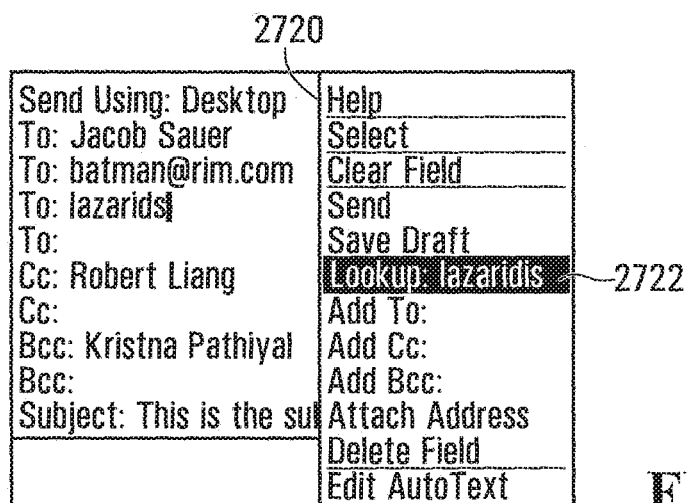 2720
Send Using: Desktop
To: Jacob Sauer
To: batman@rim.com
To: lazarids
To:
Cc: Robert Liang
Cc:
Bcc: Kristna Pathiyal
Bcc:
Subject: This is the sul
Help
Select
Clear Field
Send
Save Draft
Lookup: lazaridis
2722
Add To:
Add Cc:
Add Bcc:
Attach Address
Delete Field
Edit AutoText
F